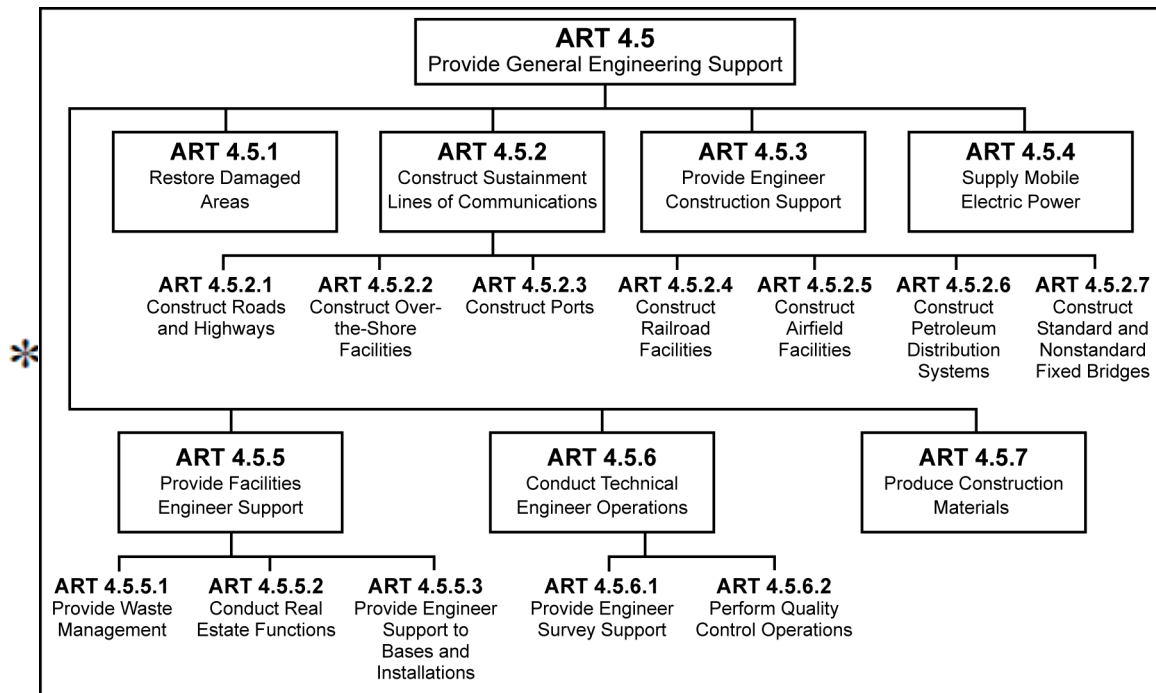 ART 4.5
Provide General Engineering Support
ART 4.5.1
Restore Damaged
Areas
ART 4.5.2
Construct Sustainment
Lines of Communications
ART 4.5.3
Provide Engineer
Construction Support
ART 4.5.4
Supply Mobile
Electric Power
ART 4.5.2.1
Construct Roads
and Highways
ART 4.5.2.2
Construct Over-
the-Shore
Facilities
ART 4.5.2.3
Construct Ports
ART 4.5.2.4
Construct
Railroad
Facilities
ART 4.5.2.5
Construct
Airfield
Facilities
ART 4.5.2.6
Construct
Petroleum
Distribution
Systems
ART 4.5.2.7
Construct
Standard and
Nonstandard
Fixed Bridges
*
ART 4.5.5
Provide Facilities
Engineer Support
ART 4.5.6
Conduct Technical
Engineer Operations
ART 4.5.7
Produce Construction
Materials
ART 4.5.5.1
Provide Waste
Management
ART 4.5.5.2
Conduct Real
Estate Functions
ART 4.5.5.3
Provide Engineer
Support to
Bases and
Installations
ART 4.5.6.1
Provide Engineer
Survey Support
ART 4.5.6.2
Perform Quality
Control Operations